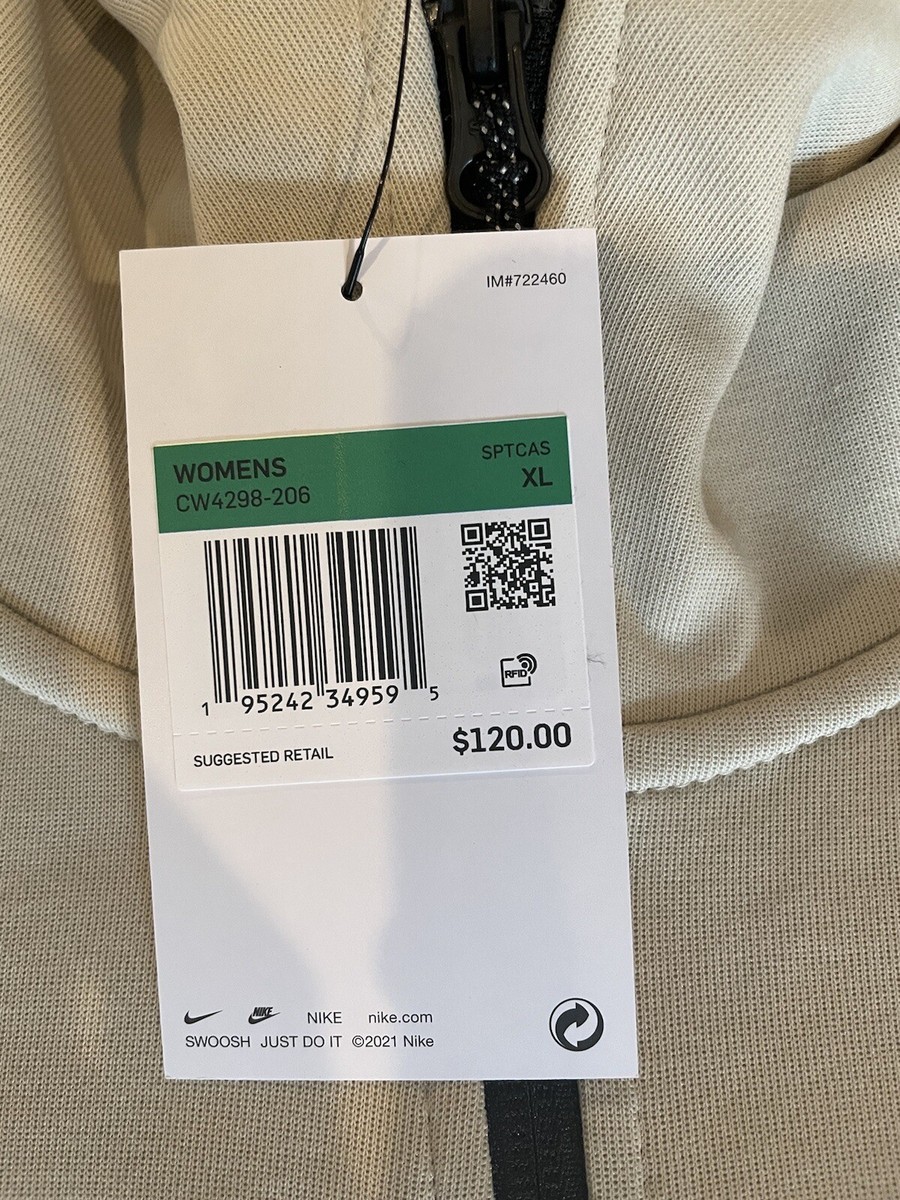 IM#722460
WOMENS
CW4298-206
SPTCAS
XL
RFID
1 95242 34959 5
SUGGESTED RETAIL $120.00
NIKE NIKE nike.com
SWOOSH JUST DO IT ©2021 Nike